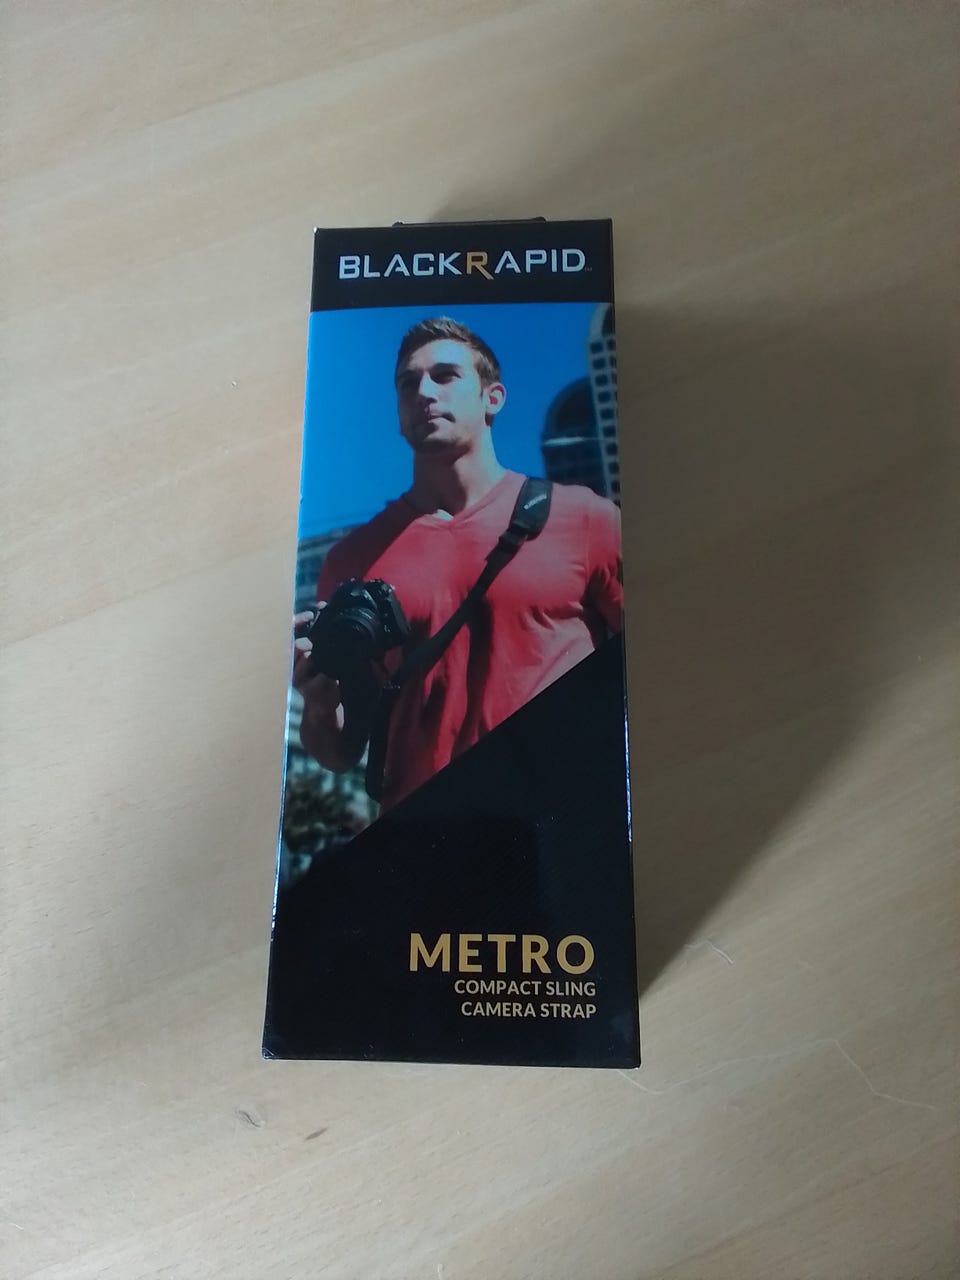 BLACKRAPID
METRO
COMPACT SLING
CAMERA STRAP